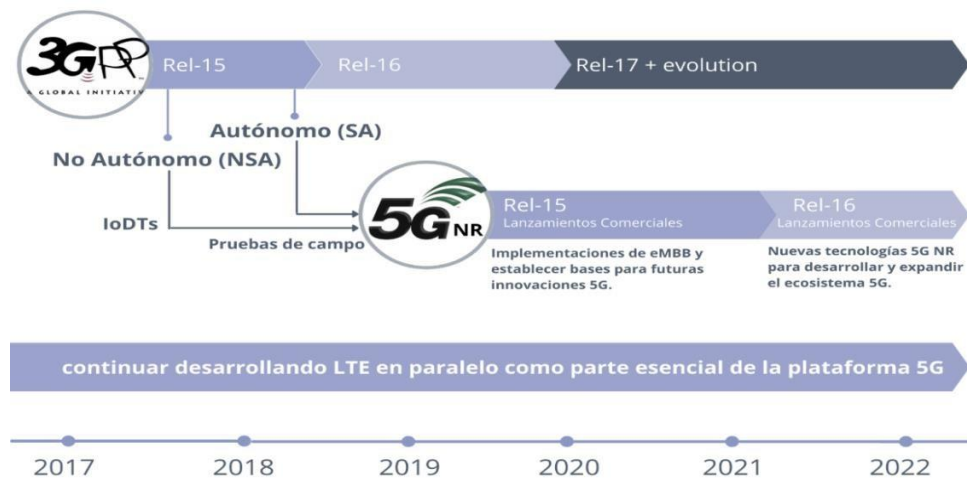 3GPP
A GLOBAL INITIATIV
Rel-15
Rel-16
Rel-17 + evolution
Autónomo (SA)
No Autónomo (NSA)
IoDTs
Pruebas de campo
5G NR
Rel-15
Lanzamientos Comerciales
Implementaciones de eMBB y
establecer bases para futuras
innovaciones 5G.
Rel-16
Lanzamientos Comerciales
Nuevas tecnologías 5G NR
para desarrollar y expandir
el ecosistema 5G.
continuar desarrollando LTE en paralelo como parte esencial de la plataforma 5G
2017
2018
2019
2020
2021
2022